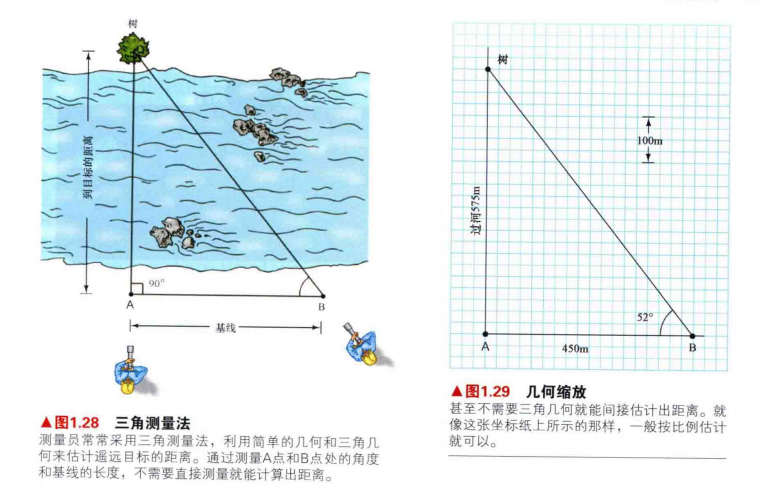 树
到目标的距离
90°
A
B
基线
▲图1.28 三角测量法
测量员常常采用三角测量法，利用简单的几何和三角几
何来估计遥远目标的距离。通过测量A点和B点处的角度
和基线的长度，不需要直接测量就能计算出距离。
树
100m
过河575m
52°
A
B
450m
▲图1.29 几何缩放
甚至不需要三角几何就能间接估计出距离。就
像这张坐标纸上所示的那样，一般按比例估计
就可以。